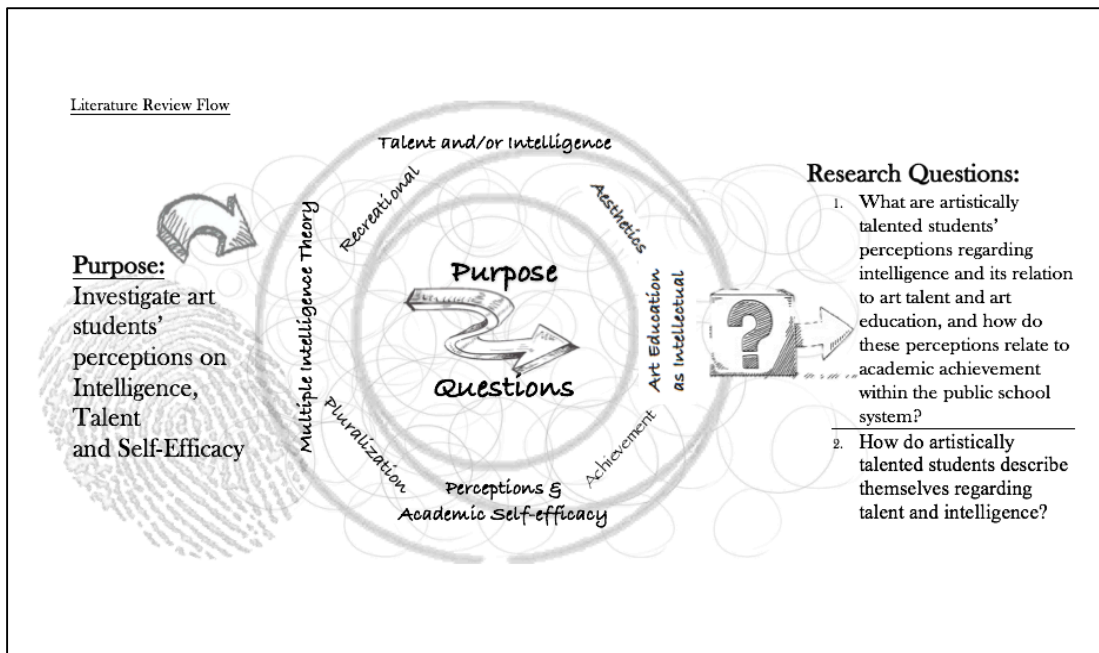 Literature Review Flow
Purpose:
Investigate art
students’
perceptions on
Intelligence,
Talent
and Self-Efficacy
Talent and/or Intelligence
Recreational
Multiple Intelligence Theory
Pluralization
Perceptions &
Academic Self-efficacy
Achievement
Art Education
as Intellectual
Aesthetics
Purpose
Questions
?
Research Questions:
1. What are artistically
talented students’
perceptions regarding
intelligence and its relation
to art talent and art
education, and how do
these perceptions relate to
academic achievement
within the public school
system?
2. How do artistically
talented students describe
themselves regarding
talent and intelligence?